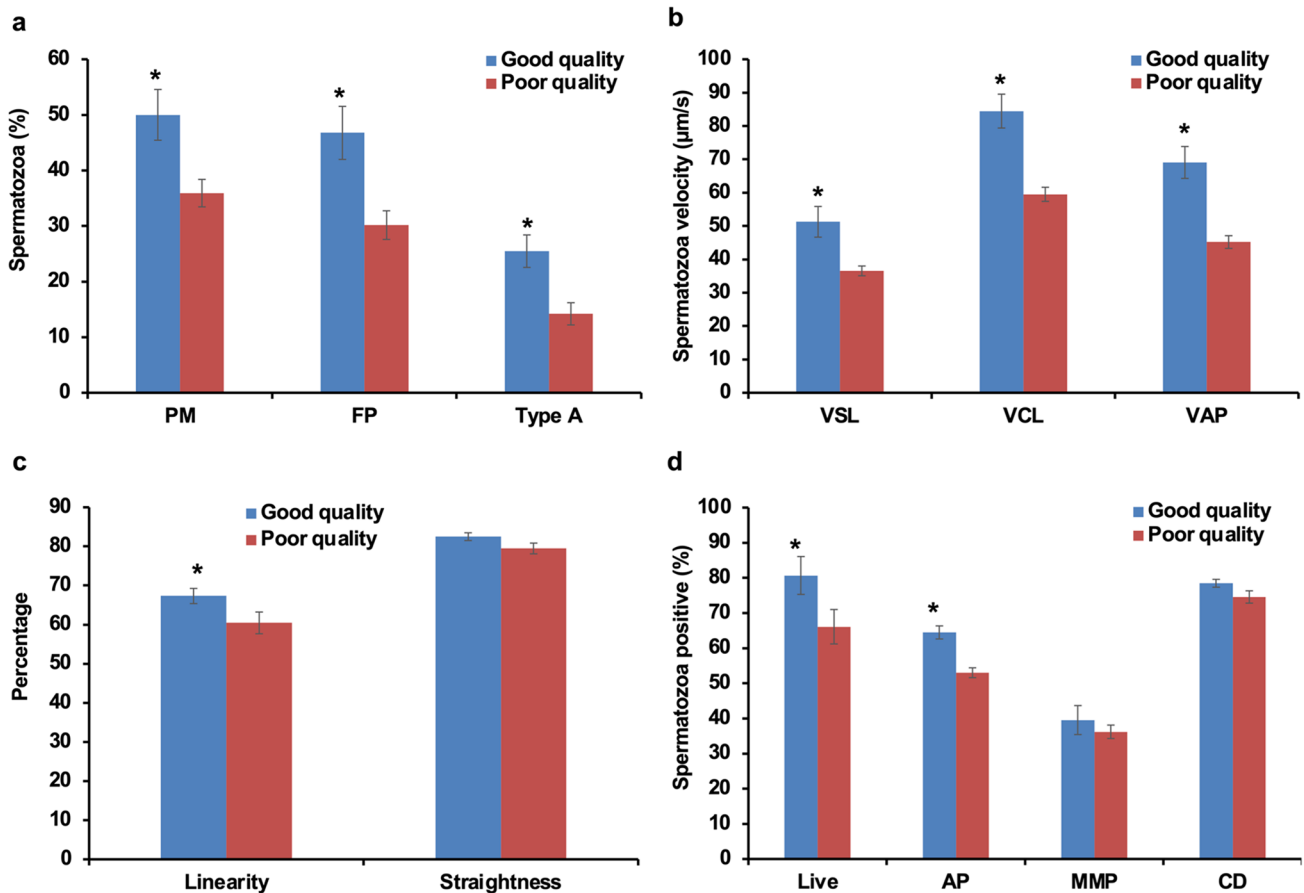 a
Spermatozoa (%)
60
50
40
30
20
10
0
* * *
Good quality
Poor quality
PM FP Type A
b
Spermatozoa velocity (µm/s)
100
90
80
70
60
50
40
30
20
10
0
* * *
Good quality
Poor quality
VSL VCL VAP
c
Percentage
90
80
70
60
50
40
30
20
10
0
*
Good quality
Poor quality
Linearity Straightness
d
Spermatozoa positive (%)
100
90
80
70
60
50
40
30
20
10
0
* *
Good quality
Poor quality
Live AP MMP CD